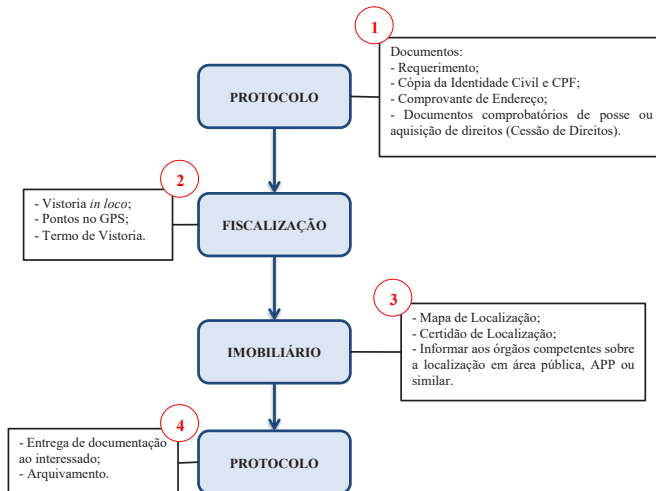 1
Documentos:
- Requerimento;
- Cópia da Identidade Civil e CPF;
- Comprovante de Endereço;
- Documentos comprobatórios de posse ou
aquisição de direitos (Cessão de Direitos).
PROTOCOLO
2
- Vistoria in loco;
- Pontos no GPS;
- Termo de Vistoria.
FISCALIZAÇÃO
3
- Mapa de Localização;
- Certidão de Localização;
- Informar aos órgãos competentes sobre
a localização em área pública, APP ou
similar.
IMOBILIÁRIO
4
- Entrega de documentação
ao interessado;
- Arquivamento.
PROTOCOLO